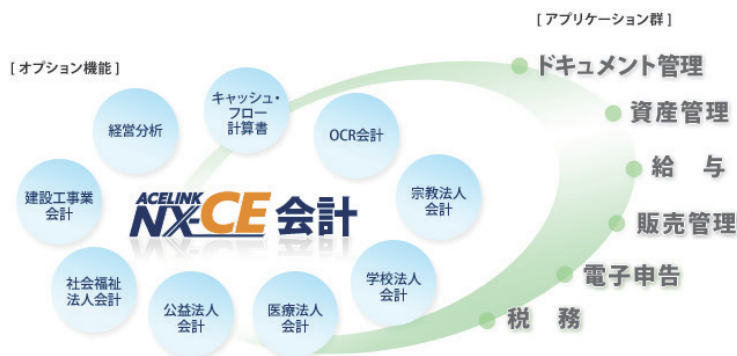 [ アプリケーション群 ]
[ オプション機能 ]
ドキュメント管理
資産管理
給 与
販売管理
電子申告
税 務
キャッシュ・
フロー
計算書
経営分析
OCR会計
建設工事業
会計
宗教法人
会計
ACELINK
NX-CE 会計
社会福祉
法人会計
学校法人
会計
公益法人
会計
医療法人
会計